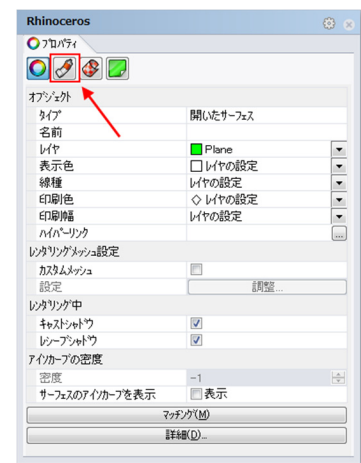 Rhinoceros
プロパティ
オブジェクト
タイプ 開いたサーフェス
名前
レイヤ Plane
表示色 レイヤの設定
線種 レイヤの設定
印刷色 レイヤの設定
印刷幅 レイヤの設定
ハイパーリンク ...
レンダリングメッシュ設定
カスタムメッシュ
設定 調整...
レンダリング中
キャストシャドウ
レシーブシャドウ
アイソカーブの密度
密度 -1
サーフェスのアイソカーブを表示 表示
マッチング(M)
詳細(D)...